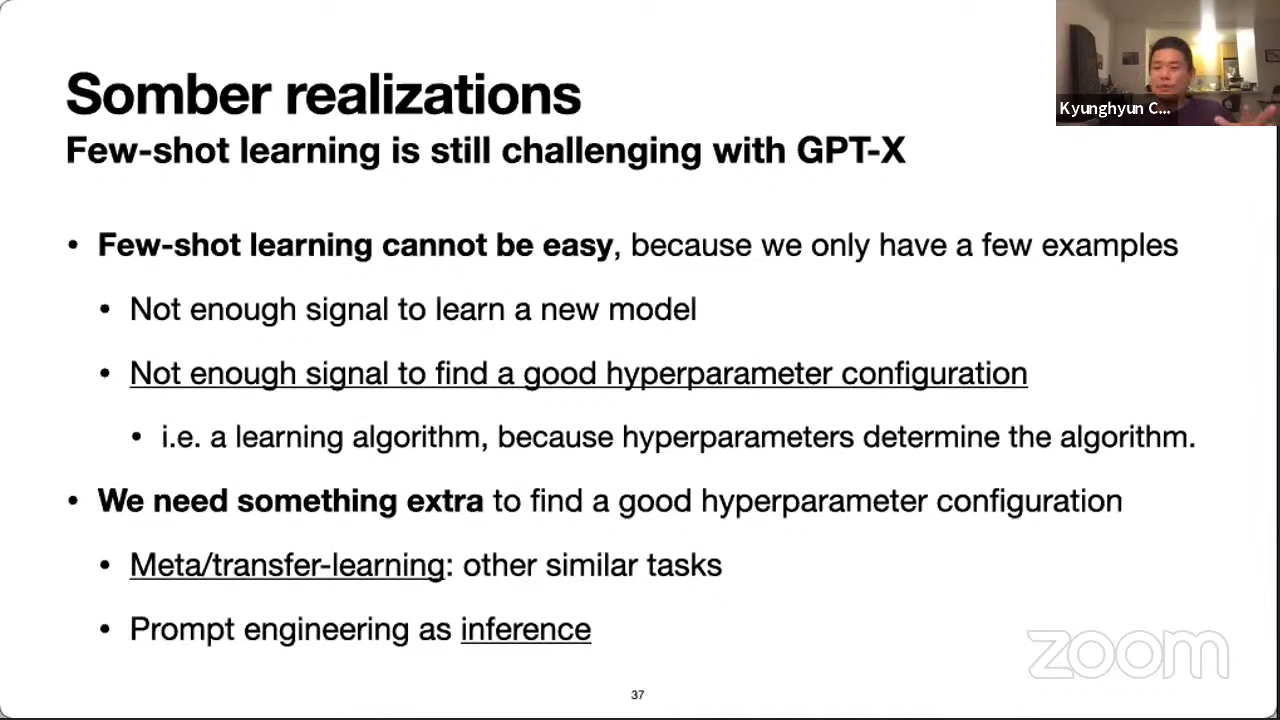 Somber realizations
Few-shot learning is still challenging with GPT-X
Kyunghyun C...
• Few-shot learning cannot be easy, because we only have a few examples
• Not enough signal to learn a new model
• Not enough signal to find a good hyperparameter configuration
• i.e. a learning algorithm, because hyperparameters determine the algorithm.
• We need something extra to find a good hyperparameter configuration
• Meta/transfer-learning: other similar tasks
• Prompt engineering as inference
zoom
37